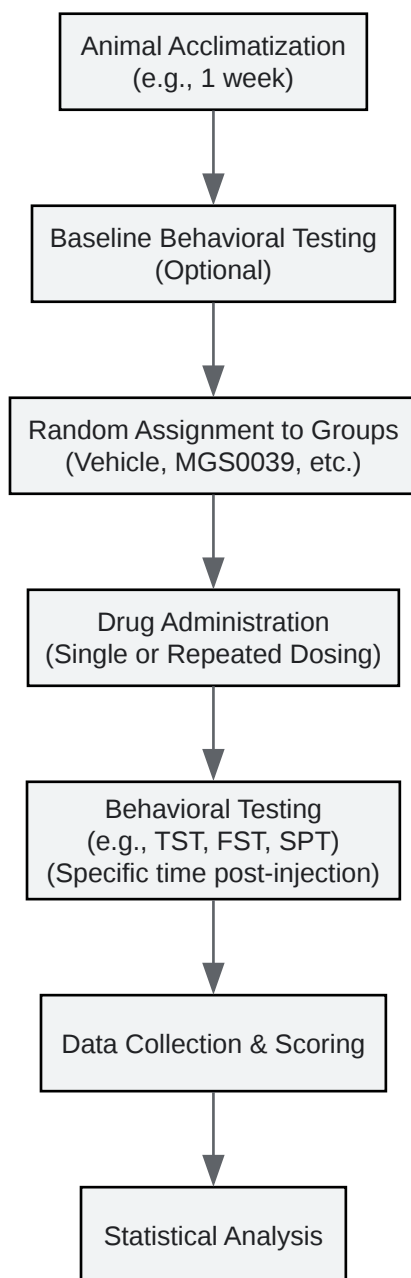 Animal Acclimatization
(e.g., 1 week)
Baseline Behavioral Testing
(Optional)
Random Assignment to Groups
(Vehicle, MGS0039, etc.)
Drug Administration
(Single or Repeated Dosing)
Behavioral Testing
(e.g., TST, FST, SPT)
(Specific time post-injection)
Data Collection & Scoring
Statistical Analysis